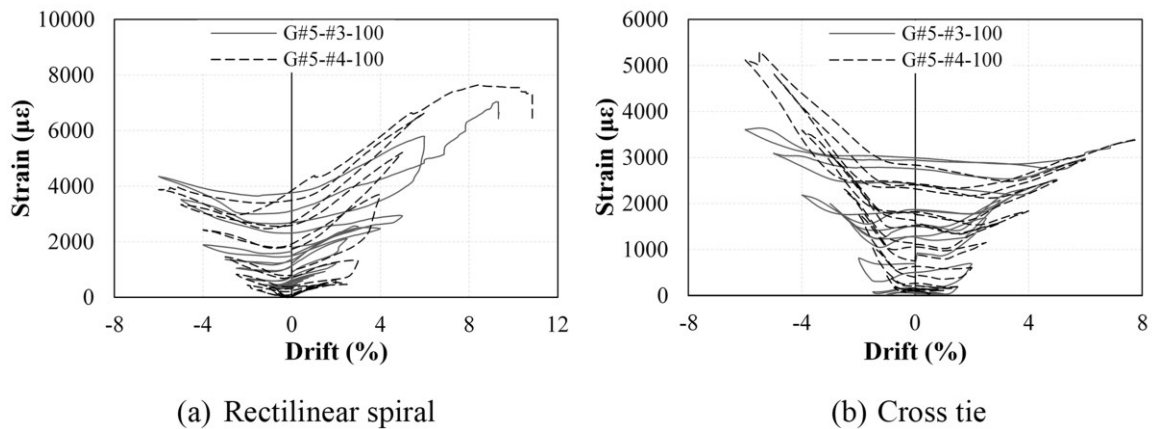 10000
8000
6000
4000
2000
0
-8 -4 0 4 8 12
Strain (με)
Drift (%)
G#5-#3-100
G#5-#4-100
(a) Rectilinear spiral
6000
5000
4000
3000
2000
1000
0
-8 -4 0 4 8
Strain (με)
Drift (%)
G#5-#3-100
G#5-#4-100
(b) Cross tie